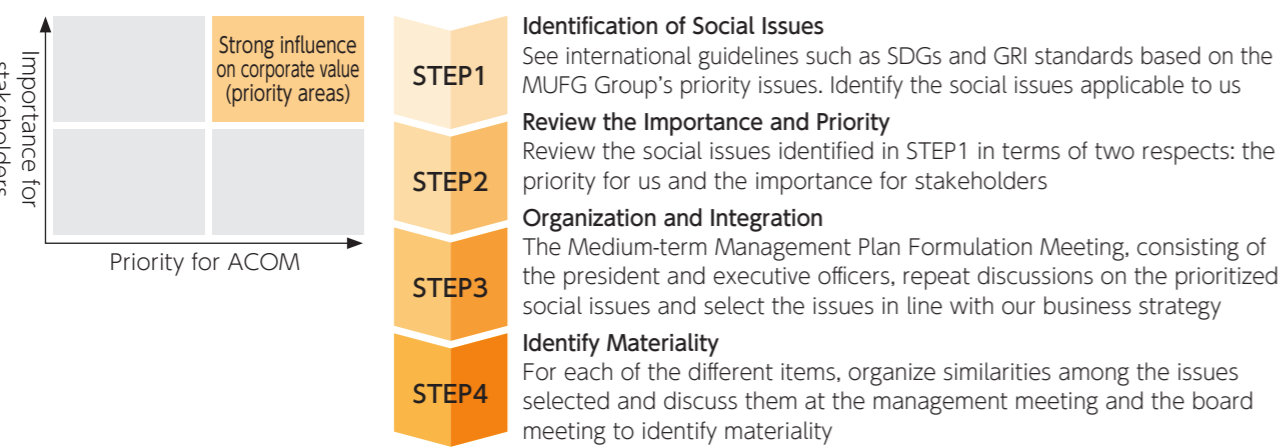 Importance for
stakeholders
Strong influence
on corporate value
(priority areas)
Priority for ACOM
STEP1
Identification of Social Issues
See international guidelines such as SDGs and GRI standards based on the
MUFG Group's priority issues. Identify the social issues applicable to us
STEP2
Review the Importance and Priority
Review the social issues identified in STEP1 in terms of two respects: the
priority for us and the importance for stakeholders
STEP3
Organization and Integration
The Medium-term Management Plan Formulation Meeting, consisting of
the president and executive officers, repeat discussions on the prioritized
social issues and select the issues in line with our business strategy
STEP4
Identify Materiality
For each of the different items, organize similarities among the issues
selected and discuss them at the management meeting and the board
meeting to identify materiality